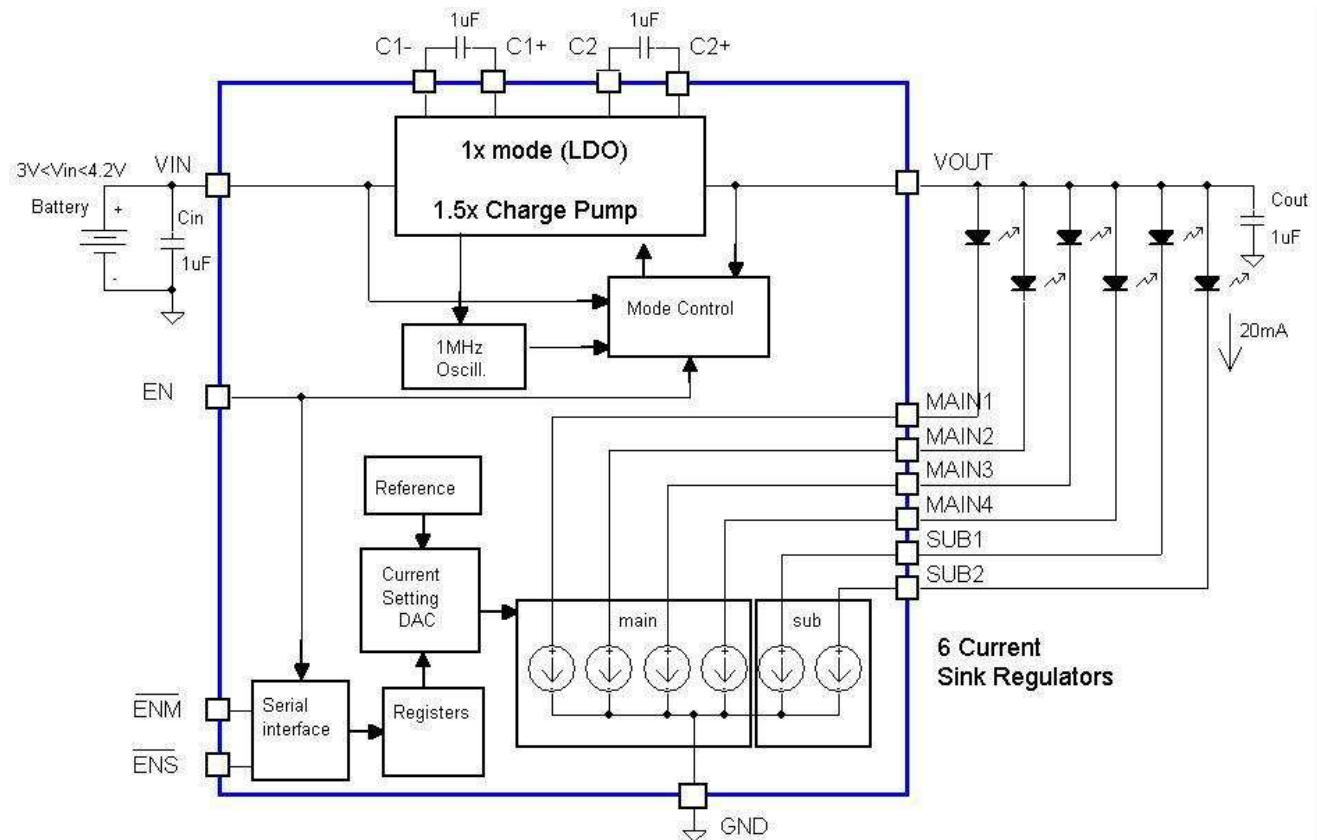 1uF
1uF
C1-
C1+
C2
C2+
1x mode (LDO)
1.5x Charge Pump
3V<Vin<4.2V
VIN
VOUT
Battery
+
Cin
1uF
-
Cout
1uF
Mode Control
1MHz
Oscill.
20mA
EN
MAIN1
MAIN2
MAIN3
MAIN4
SUB1
SUB2
Reference
Current
Setting
DAC
main
sub
6 Current
Sink Regulators
ENM
ENS
Serial
interface
Registers
GND